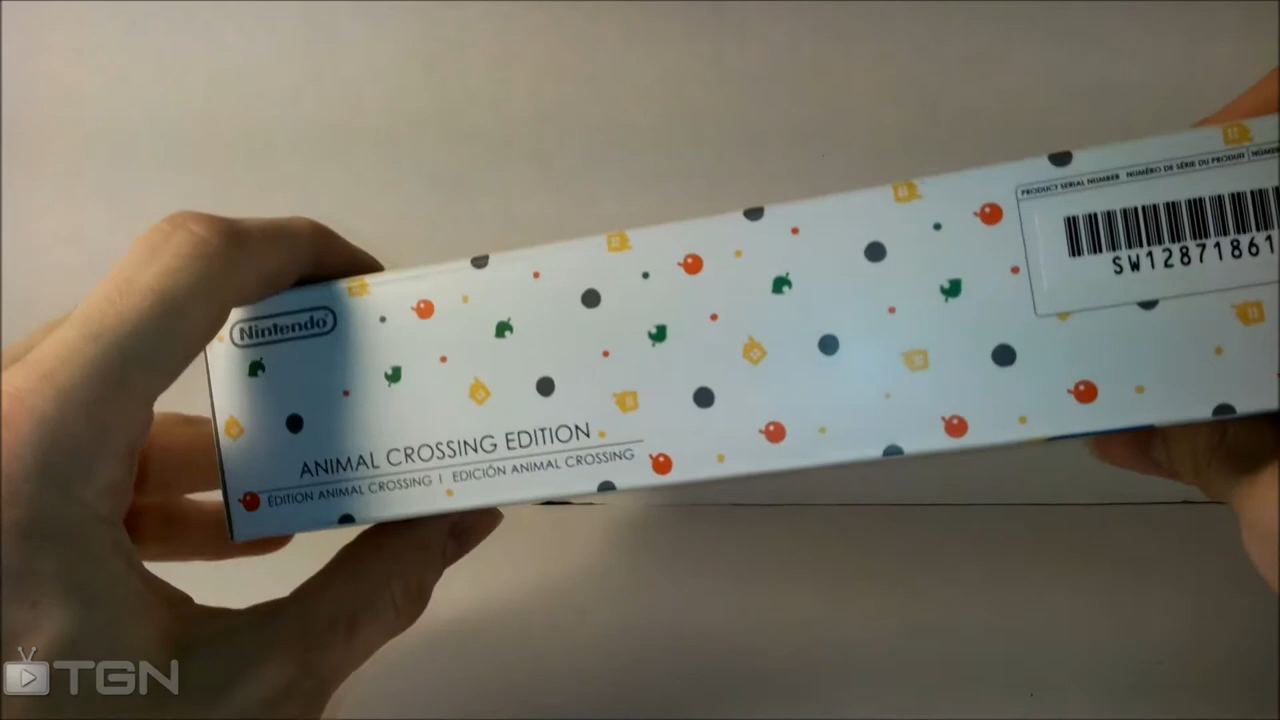 Nintendo
ANIMAL CROSSING EDITION
ÉDITION ANIMAL CROSSING | EDICIÓN ANIMAL CROSSING
PRODUCT SERIAL NUMBER NUMÉRO DE SÉRIE DU PRODUIT
SW12871861
TGN